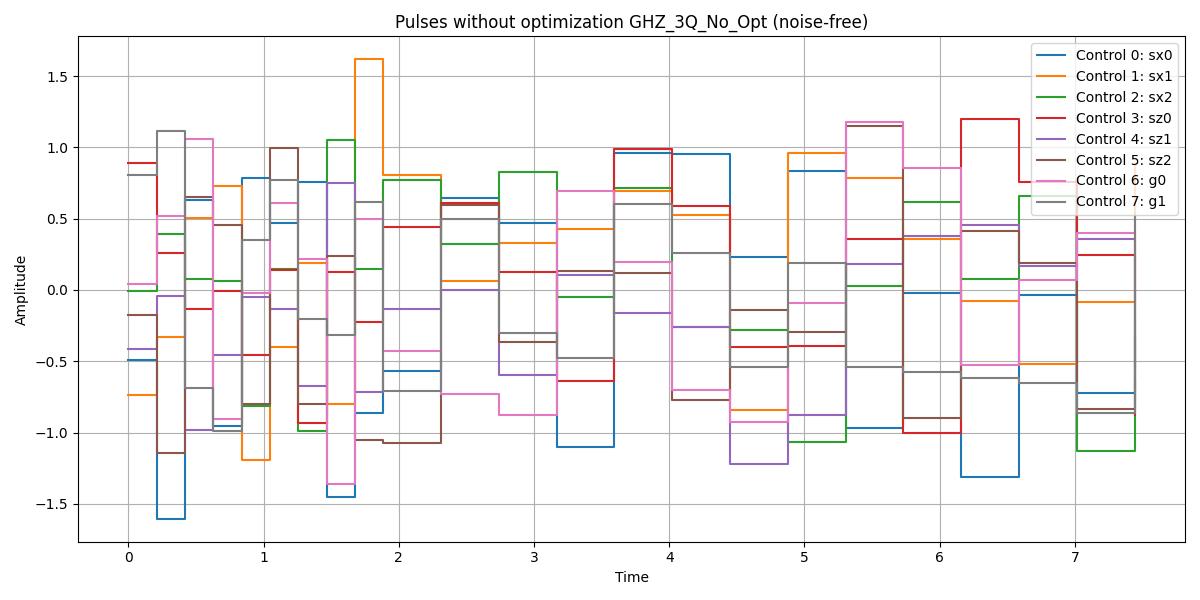 Pulses without optimization GHZ_3Q_No_Opt (noise-free)
Control 0: sx0
Control 1: sx1
Control 2: sx2
Control 3: sz0
Control 4: sz1
Control 5: sz2
Control 6: g0
Control 7: g1
Amplitude
1.5
1.0
0.5
0.0
−0.5
−1.0
−1.5
0 1 2 3 4 5 6 7
Time